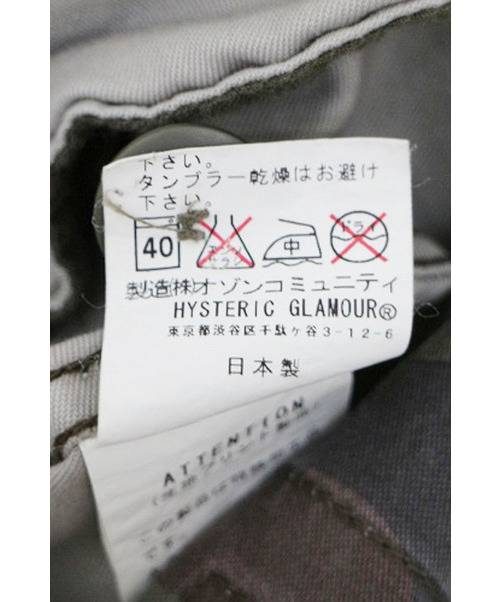 下さい。
タンブラー乾燥はお避け
下さい。
40
中
ドライ
製造(株)オゾンコミュニティ
HYSTERIC GLAMOUR®
東京都渋谷区千駄ケ谷3-12-6
日本製
ATTENTION